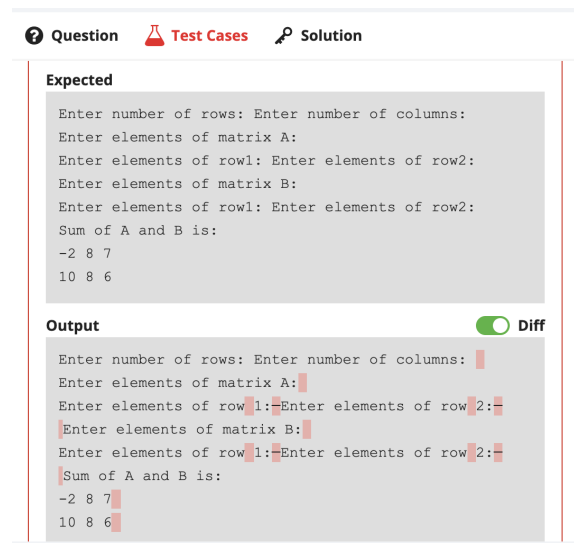 Question Test Cases Solution
Expected
Enter number of rows: Enter number of columns:
Enter elements of matrix A:
Enter elements of row1: Enter elements of row2:
Enter elements of matrix B:
Enter elements of row1: Enter elements of row2:
Sum of A and B is:
-2 8 7
10 8 6
Output Diff
Enter number of rows: Enter number of columns:
Enter elements of matrix A:
Enter elements of row 1: Enter elements of row 2:
Enter elements of matrix B:
Enter elements of row 1: Enter elements of row 2:
Sum of A and B is:
-2 8 7
10 8 6